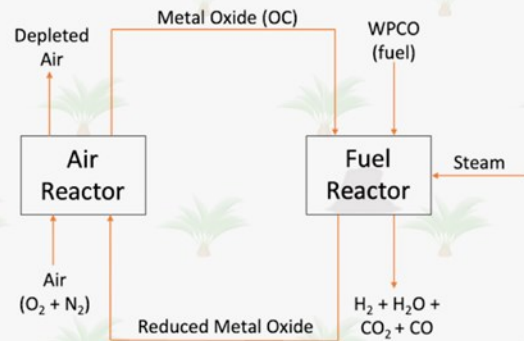 Metal Oxide (OC)
Depleted
Air
WPCO
(fuel)
Air
Reactor
Fuel
Reactor
Steam
Air
(O₂ + N₂)
Reduced Metal Oxide
H₂ + H₂O +
CO₂ + CO